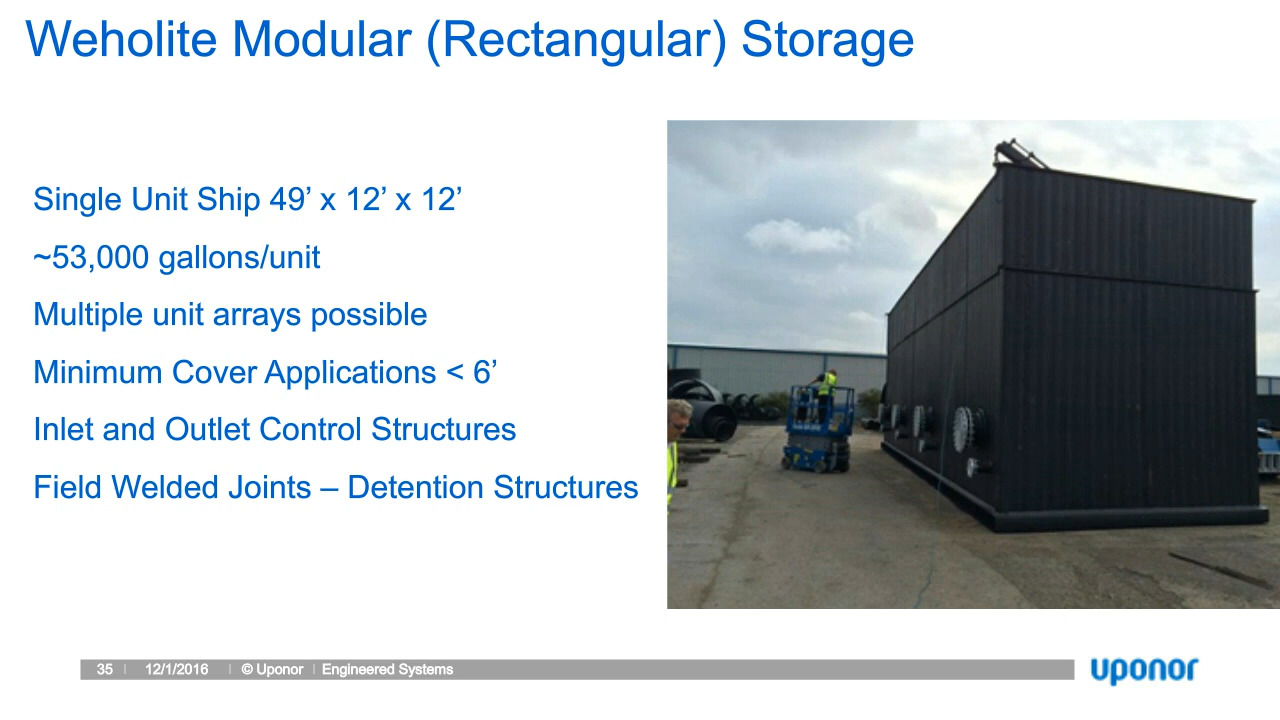 Weholite Modular (Rectangular) Storage
Single Unit Ship 49’ x 12’ x 12’
~53,000 gallons/unit
Multiple unit arrays possible
Minimum Cover Applications < 6’
Inlet and Outlet Control Structures
Field Welded Joints – Detention Structures
35 | 12/1/2016 | © Uponor | Engineered Systems
uponor